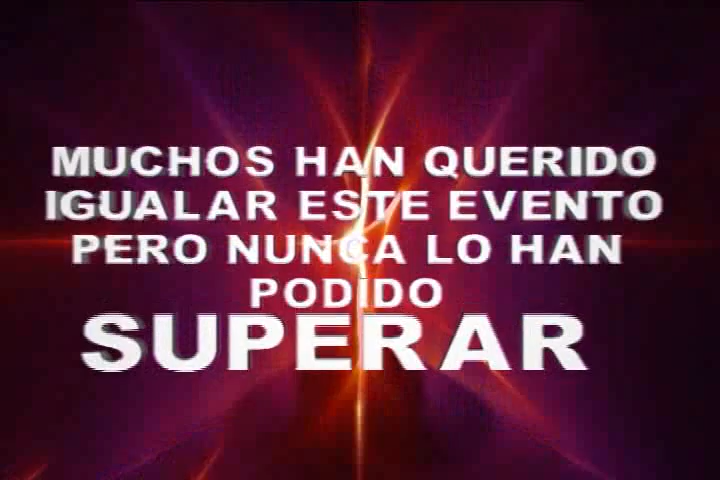 MUCHOS HAN QUERIDO
IGUALAR ESTE EVENTO
PERO NUNCA LO HAN
PODIDO
SUPERAR